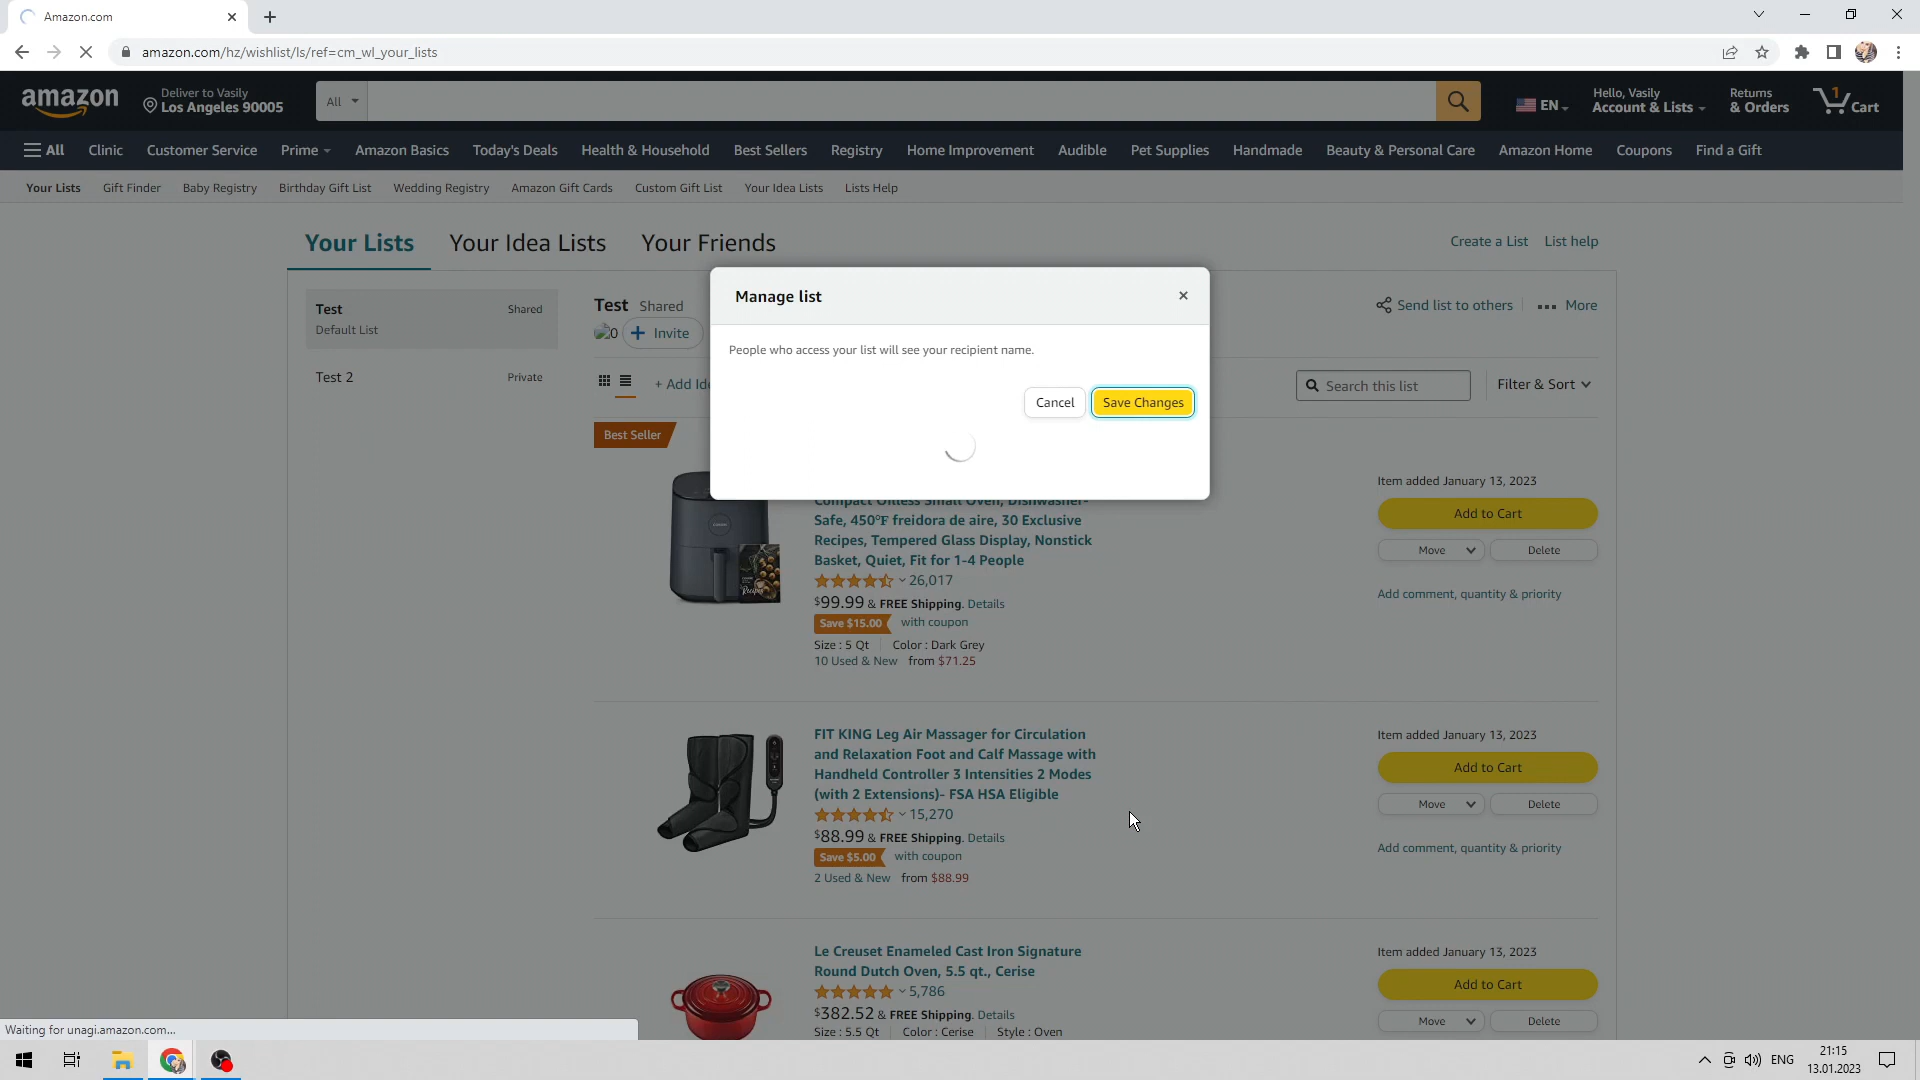 Amazon.com
amazon.com/hz/wishlist/ls/ref=cm_wl_your_lists
amazon
Deliver to Vasily
Los Angeles 90005
All
EN
Hello, Vasily
Account & Lists
Returns
& Orders
1
Cart
All
Clinic
Customer Service
Prime
Amazon Basics
Today's Deals
Health & Household
Best Sellers
Registry
Home Improvement
Audible
Pet Supplies
Handmade
Beauty & Personal Care
Amazon Home
Coupons
Find a Gift
Your Lists
Gift Finder
Baby Registry
Birthday Gift List
Wedding Registry
Amazon Gift Cards
Custom Gift List
Your Idea Lists
Lists Help
Your Lists
Your Idea Lists
Your Friends
Create a List
List help
Test
Shared
Default List
Test 2
Private
Test Shared
0
+ Invite
Send list to others
More
+ Add Ide
Search this list
Filter & Sort
Manage list
People who access your list will see your recipient name.
Cancel
Save Changes
Best Seller
Compact Oilless Small Oven, Dishwasher-
Safe, 450℉ freidora de aire, 30 Exclusive
Recipes, Tempered Glass Display, Nonstick
Basket, Quiet, Fit for 1-4 People
26,017
$99.99 & FREE Shipping. Details
Save $15.00 with coupon
Size : 5 Qt
Color : Dark Grey
10 Used & New from $71.25
Recipes
Item added January 13, 2023
Add to Cart
Move
Delete
Add comment, quantity & priority
FIT KING Leg Air Massager for Circulation
and Relaxation Foot and Calf Massage with
Handheld Controller 3 Intensities 2 Modes
(with 2 Extensions)- FSA HSA Eligible
15,270
$88.99 & FREE Shipping. Details
Save $5.00 with coupon
2 Used & New from $88.99
Item added January 13, 2023
Add to Cart
Move
Delete
Add comment, quantity & priority
Le Creuset Enameled Cast Iron Signature
Round Dutch Oven, 5.5 qt., Cerise
5,786
$382.52 & FREE Shipping. Details
Size : 5.5 Qt
Color : Cerise
Style : Oven
Item added January 13, 2023
Add to Cart
Move
Delete
Waiting for unagi.amazon.com...
ENG
21:15
13.01.2023